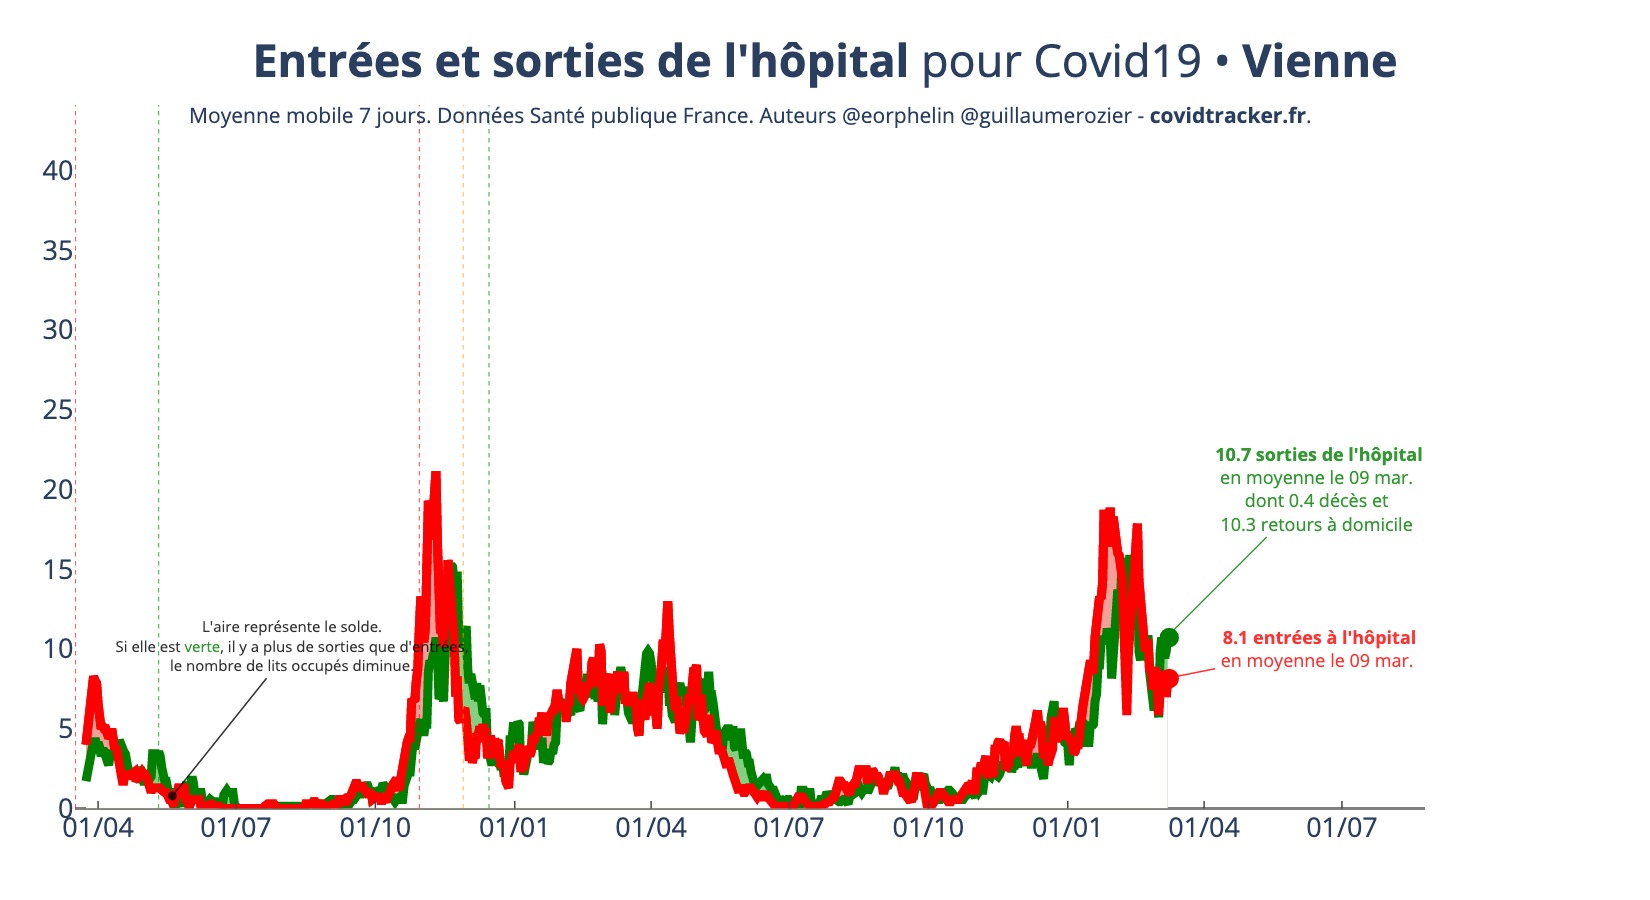 Entrées et sorties de l'hôpital pour Covid19 • Vienne
Moyenne mobile 7 jours. Données Santé publique France. Auteurs @eorphelin @guillaumerozier - covidtracker.fr.
40
35
30
25
20
15
10
5
0
10.7 sorties de l'hôpital
en moyenne le 09 mar.
dont 0.4 décès et
10.3 retours à domicile
L'aire représente le solde.
Si elle est verte, il y a plus de sorties que d'entrées,
le nombre de lits occupés diminue.
8.1 entrées à l'hôpital
en moyenne le 09 mar.
01/04 01/07 01/10 01/01 01/04 01/07 01/10 01/01 01/04 01/07